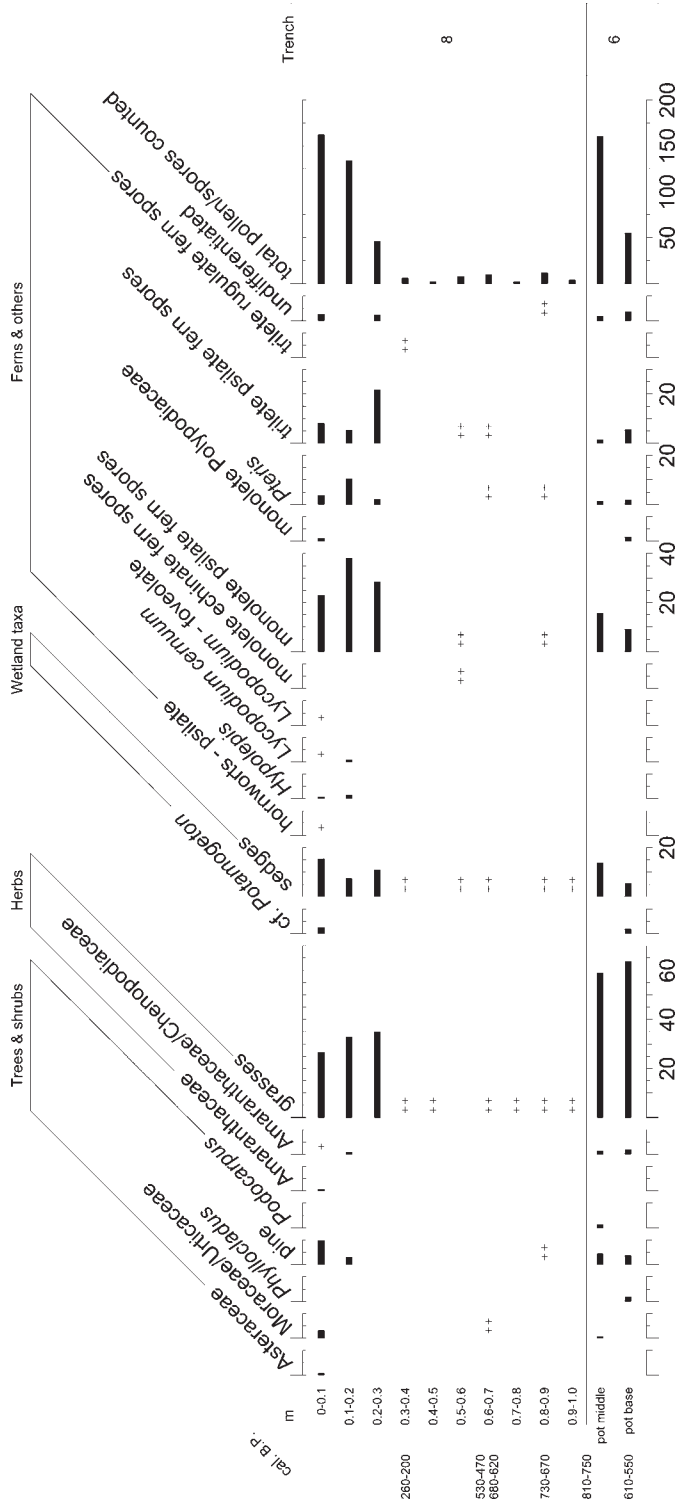 Trees & shrubs
Herbs
Wetland taxa
Ferns & others
cal. B.P.
m
Asteraceae
Moraceae/Urticaceae
Phyllocladus
pine
Podocarpus
Amaranthaceae
Amaranthaceae/Chenopodiaceae
grasses
cf. Potamogeton
sedges
hornworts - psilate
Hypolepis
Lycopodium cernuum
Lycopodium - foveolate
monolete echinate fern spores
monolete psilate fern spores
monolete Polypodiaceae
Pteris
trilete psilate fern spores
trilete rugulate fern spores
undifferentiated
total pollen/spores counted
Trench
0-0.1 + + + +
0.1-0.2
0.2-0.3
260-200 0.3-0.4 ++ -+ ++
0.4-0.5 ++
530-470 0.5-0.6 -+ ++ ++ -+
680-620 0.6-0.7 ++ ++ -+ -+ -+
0.7-0.8 ++
730-670 0.8-0.9 ++ ++ -+ ++ -+ ++
0.9-1.0 ++ -+
8
810-750 pot middle
610-550 pot base
6
20 40 60 20 20 40 20 20 50 100 150 200